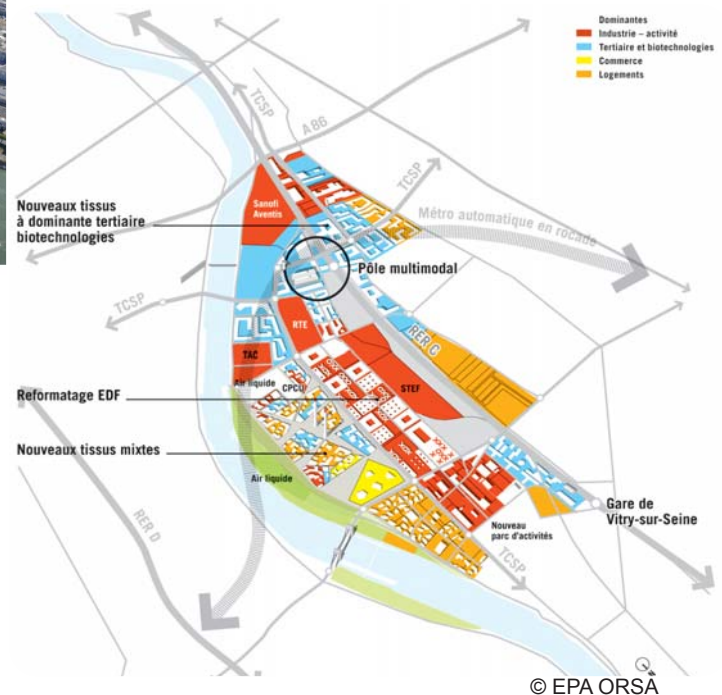 Dominantes
Industrie – activité
Tertiaire et biotechnologies
Commerce
Logements
TCSP
A 86
TCSP
Sanofi
Aventis
Nouveaux tissus
à dominante tertiaire
biotechnologies
Métro automatique en rocade
Pôle multimodal
TCSP
RTE
RER C
TAC
Air liquide
CPCU
STEF
Reformatage EDF
Nouveaux tissus mixtes
Air liquide
Gare de
Vitry-sur-Seine
RER D
Nouveau
parc d'activités
TCSP
© EPA ORSA